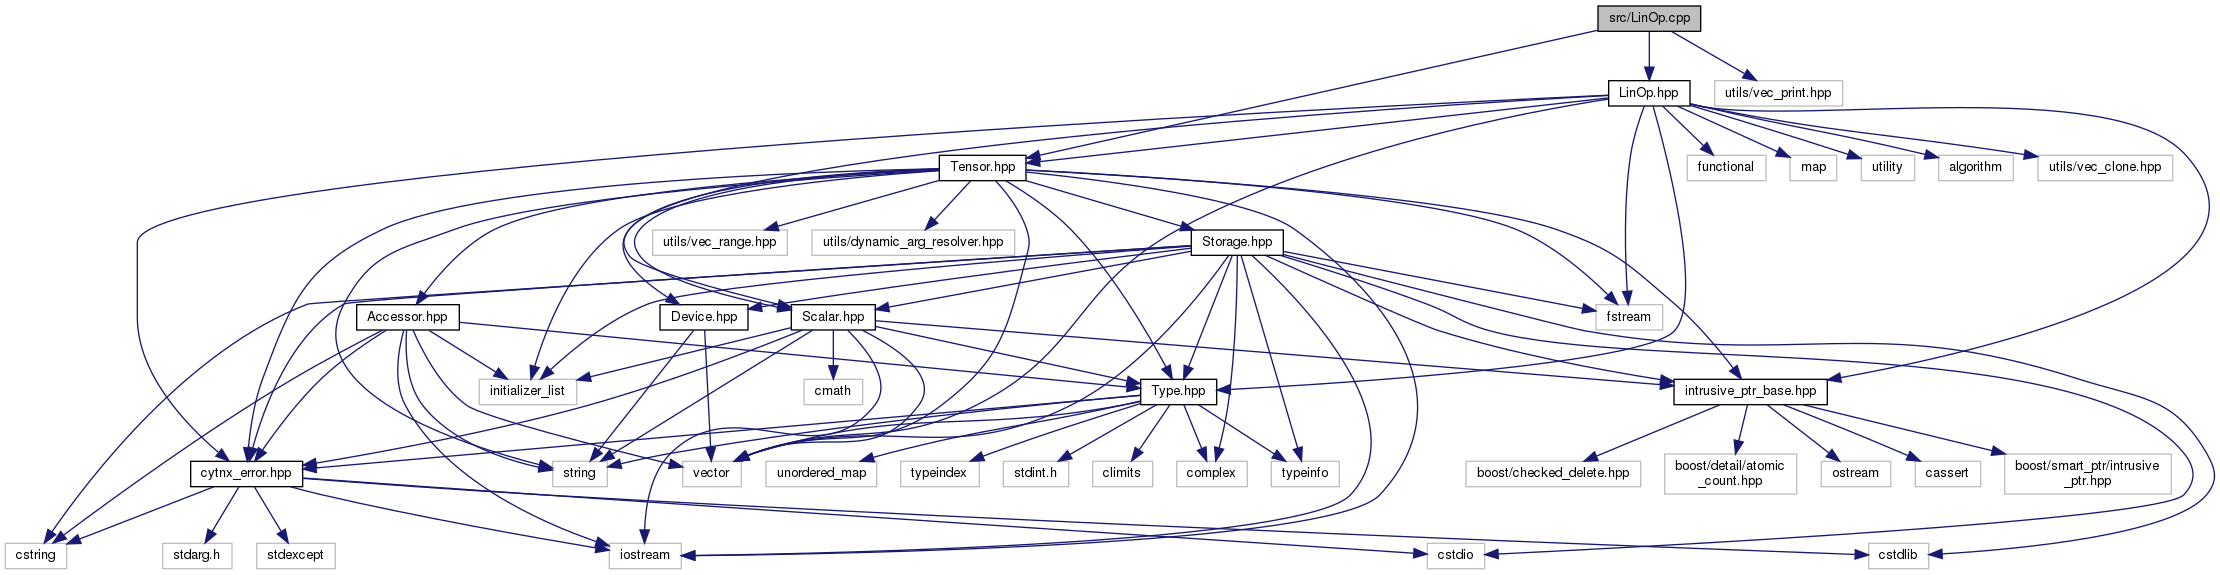 src/LinOp.cpp
LinOp.hpp
utils/vec_print.hpp
Tensor.hpp
functional
map
utility
algorithm
utils/vec_clone.hpp
utils/vec_range.hpp
utils/dynamic_arg_resolver.hpp
Storage.hpp
Accessor.hpp
Device.hpp
Scalar.hpp
fstream
initializer_list
cmath
Type.hpp
intrusive_ptr_base.hpp
cytnx_error.hpp
string
vector
unordered_map
typeindex
stdint.h
climits
complex
typeinfo
boost/checked_delete.hpp
boost/detail/atomic
_count.hpp
ostream
cassert
boost/smart_ptr/intrusive
_ptr.hpp
cstring
stdarg.h
stdexcept
iostream
cstdio
cstdlib